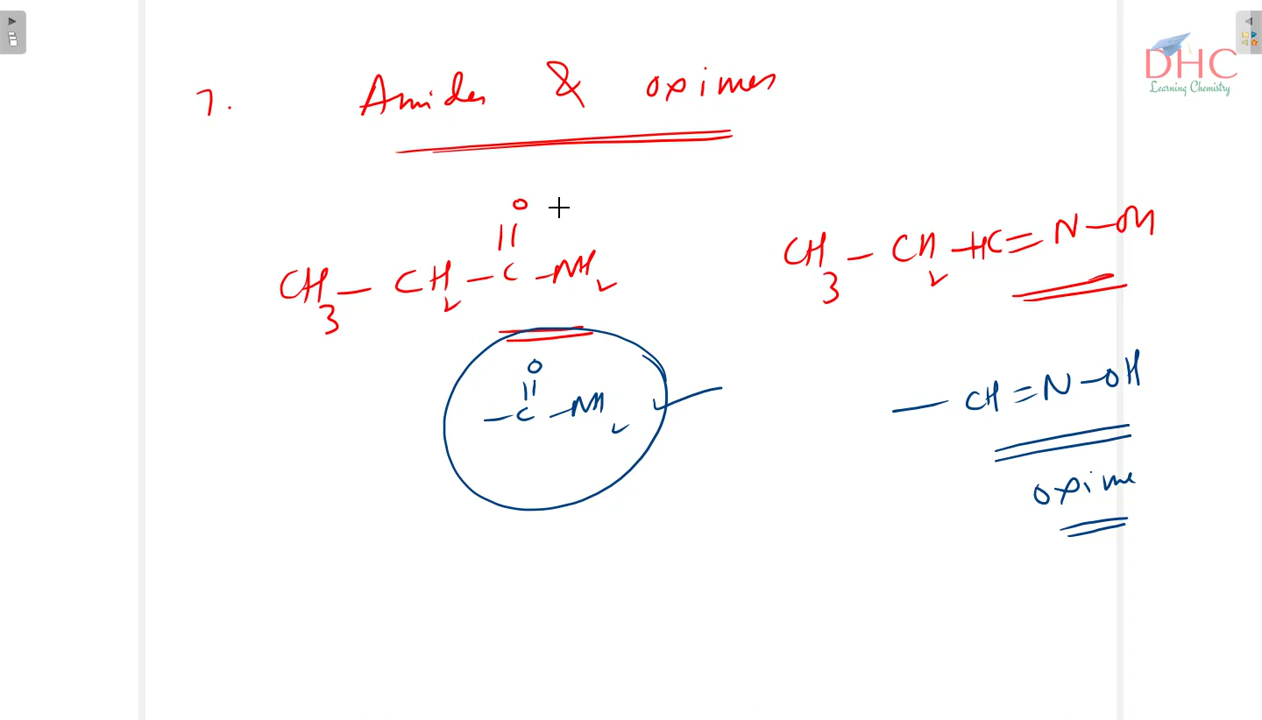 7. Amides & oximes
DHC
Learning Chemistry
O
||
CH3 — CH2 — C — NH2
CH3 — CH2 — HC = N — OH
O
||
— C — NH2
— CH = N — OH
oxime